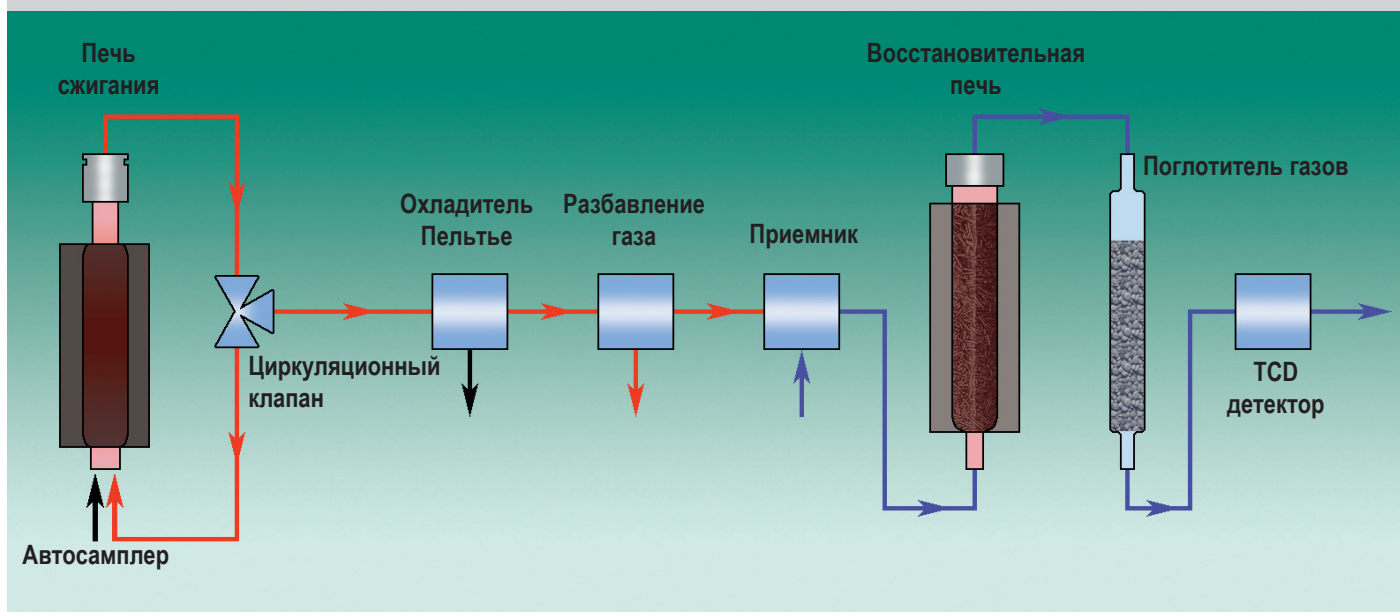 Печь
сжигания
Восстановительная
печь
Поглотитель газов
Охладитель
Пельтье
Разбавление
газа
Приемник
Циркуляционный
клапан
TCD
детектор
Автосамплер